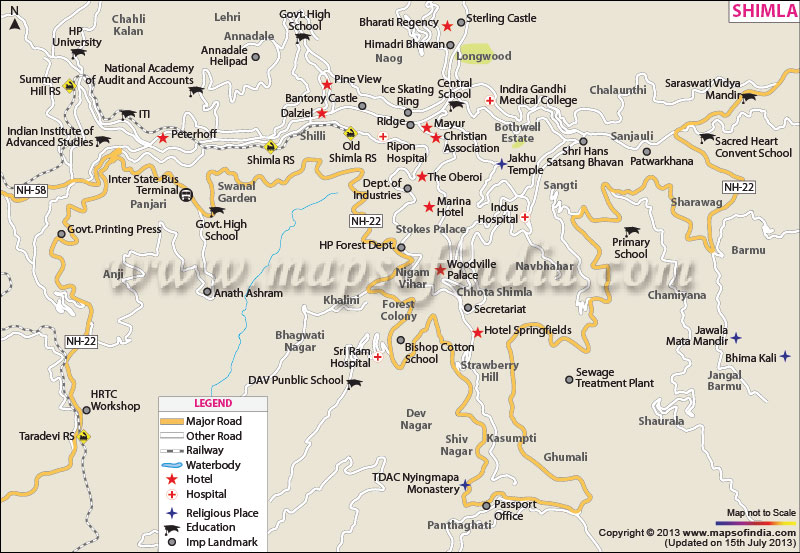 SHIMLA
N
Chahli
Kalan
Lehri
Govt. High
School
Bharati Regency
Sterling Castle
HP
University
Annadale
Annadale
Helipad
Himadri Bhawan
Naog
Longwood
National Academy
of Audit and Accounts
Summer
Hill RS
Pine View
Central
School
Indira Gandhi
Medical College
Chalaunthi
Saraswati Vidya
Mandir
Bantony Castle
Ice Skating
Ring
ITI
Dalziel
Ridge
Mayur
Bothwell
Estate
Indian Institute of
Advanced Studies
Peterhoff
Shilli
Christian
Association
Sanjauli
Sacred Heart
Convent School
Shimla RS
Old
Shimla RS
Ripon
Hospital
Jakhu
Temple
Shri Hans
Satsang Bhavan
Patwarkhana
NH-58
Inter State Bus
Terminal
Swanal
Garden
Dept. of
Industries
The Oberoi
Sangti
NH-22
Panjari
Marina
Hotel
Indus
Hospital
Sharawag
Govt. Printing Press
Govt. High
School
NH-22
Stokes Palace
HP Forest Dept.
Primary
School
Barmu
Anji
Nigam
Vihar
Woodville
Palace
Navbhahar
www.mapsofindia.com
Anath Ashram
Khalini
Forest
Colony
Chhota Shimla
Secretariat
Chamiyana
NH-22
Bhagwati
Nagar
Hotel Springfields
Jawala
Mata Mandir
Sri Ram
Hospital
Bishop Cotton
School
Bhima Kali
DAV Punblic School
Strawberry
Hill
Sewage
Treatment Plant
Jangal
Barmu
HRTC
Workshop
Dev
Nagar
Shaurala
Taradevi RS
Shiv
Nagar
Kasumpti
Ghumali
TDAC Nyingmapa
Monastery
Passport
Office
Panthaghati
LEGEND
Major Road
Other Road
Railway
Waterbody
Hotel
Hospital
Religious Place
Education
Imp Landmark
Map not to Scale
Copyright © 2013 www.mapsofindia.com
(Updated on 15th July 2013)